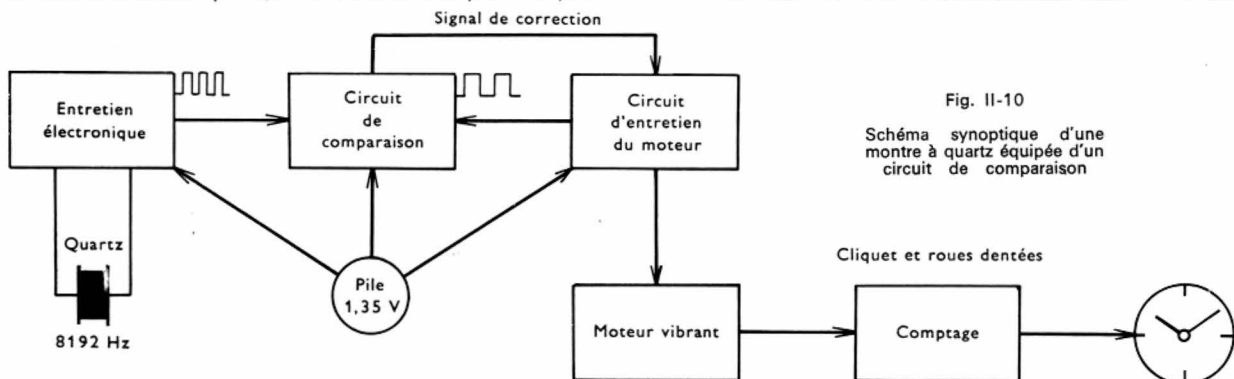 Signal de correction
Entretien
électronique
Circuit
de
comparaison
Circuit
d'entretien
du moteur
Fig. II-10
Schéma synoptique d'une
montre à quartz équipée d'un
circuit de comparaison
Quartz
8192 Hz
Pile
1,35 V
Cliquet et roues dentées
Moteur vibrant
Comptage